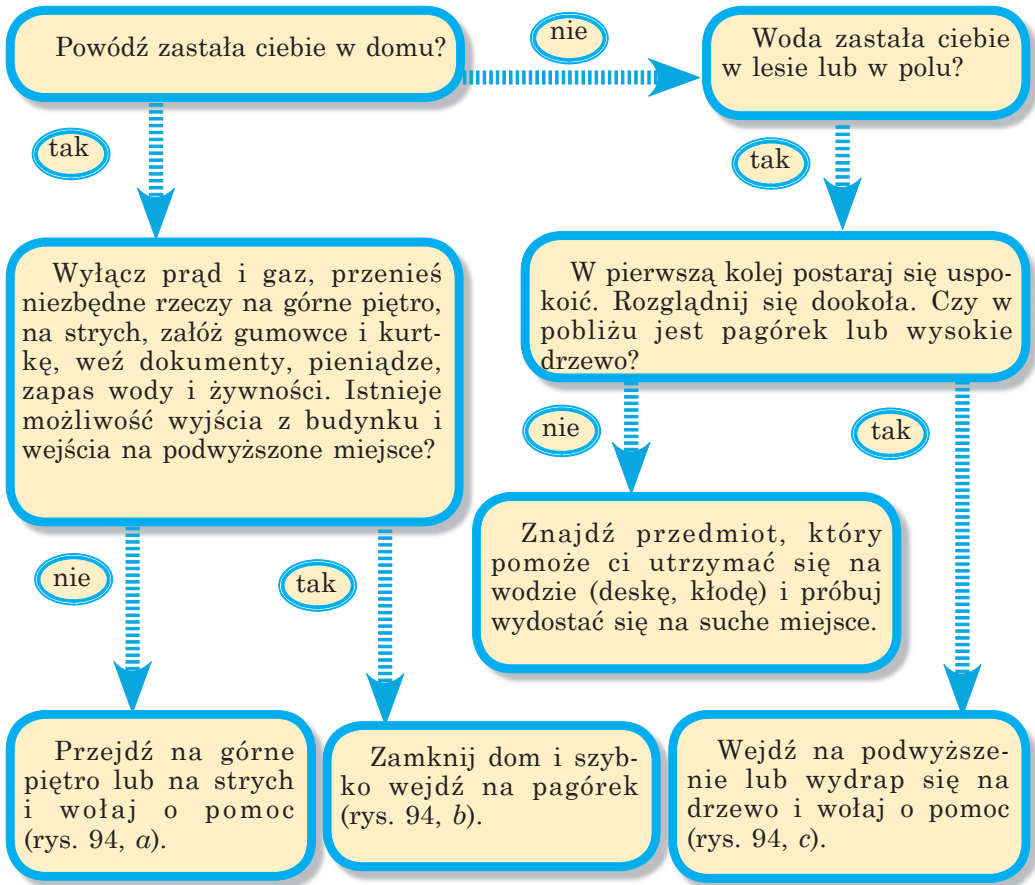 Powódź zastała ciebie w domu?
nie
Woda zastała ciebie
w lesie lub w polu?
tak
tak
Wyłącz prąd i gaz, przenieś
niezbędne rzeczy na górne piętro,
na strych, załóż gumowce i kurt-
kę, weź dokumenty, pieniądze,
zapas wody i żywności. Istnieje
możliwość wyjścia z budynku i
wejścia na podwyższone miejsce?
W pierwszą kolej postaraj się uspo-
koić. Rozglądnij się dookoła. Czy w
pobliżu jest pagórek lub wysokie
drzewo?
nie
tak
nie
tak
Znajdź przedmiot, który
pomoże ci utrzymać się na
wodzie (deskę, kłodę) i próbuj
wydostać się na suche miejsce.
Przejdź na górne
piętro lub na strych
i wołaj o pomoc
(rys. 94, a).
Zamknij dom i szyb-
ko wejdź na pagórek
(rys. 94, b).
Wejdź na podwyższe-
nie lub wydrap się na
drzewo i wołaj o pomoc
(rys. 94, c).